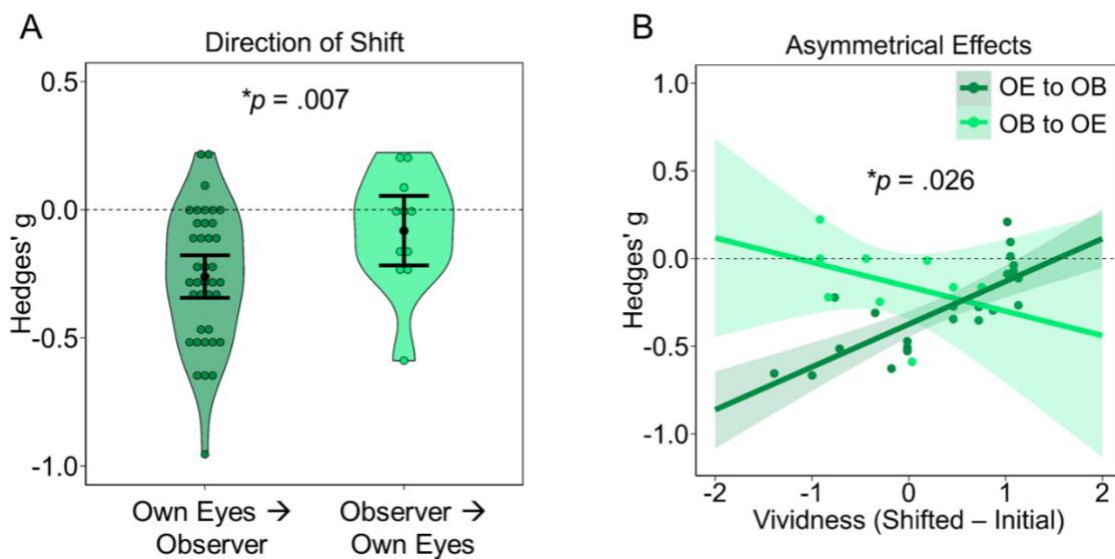 A
Direction of Shift
*p = .007
Hedges' g
0.5
0.0
-0.5
-1.0
Own Eyes →
Observer
Observer →
Own Eyes
B
Asymmetrical Effects
OE to OB
OB to OE
*p = .026
Hedges' g
1.0
0.5
0.0
-0.5
-1.0
-2 -1 0 1 2
Vividness (Shifted – Initial)